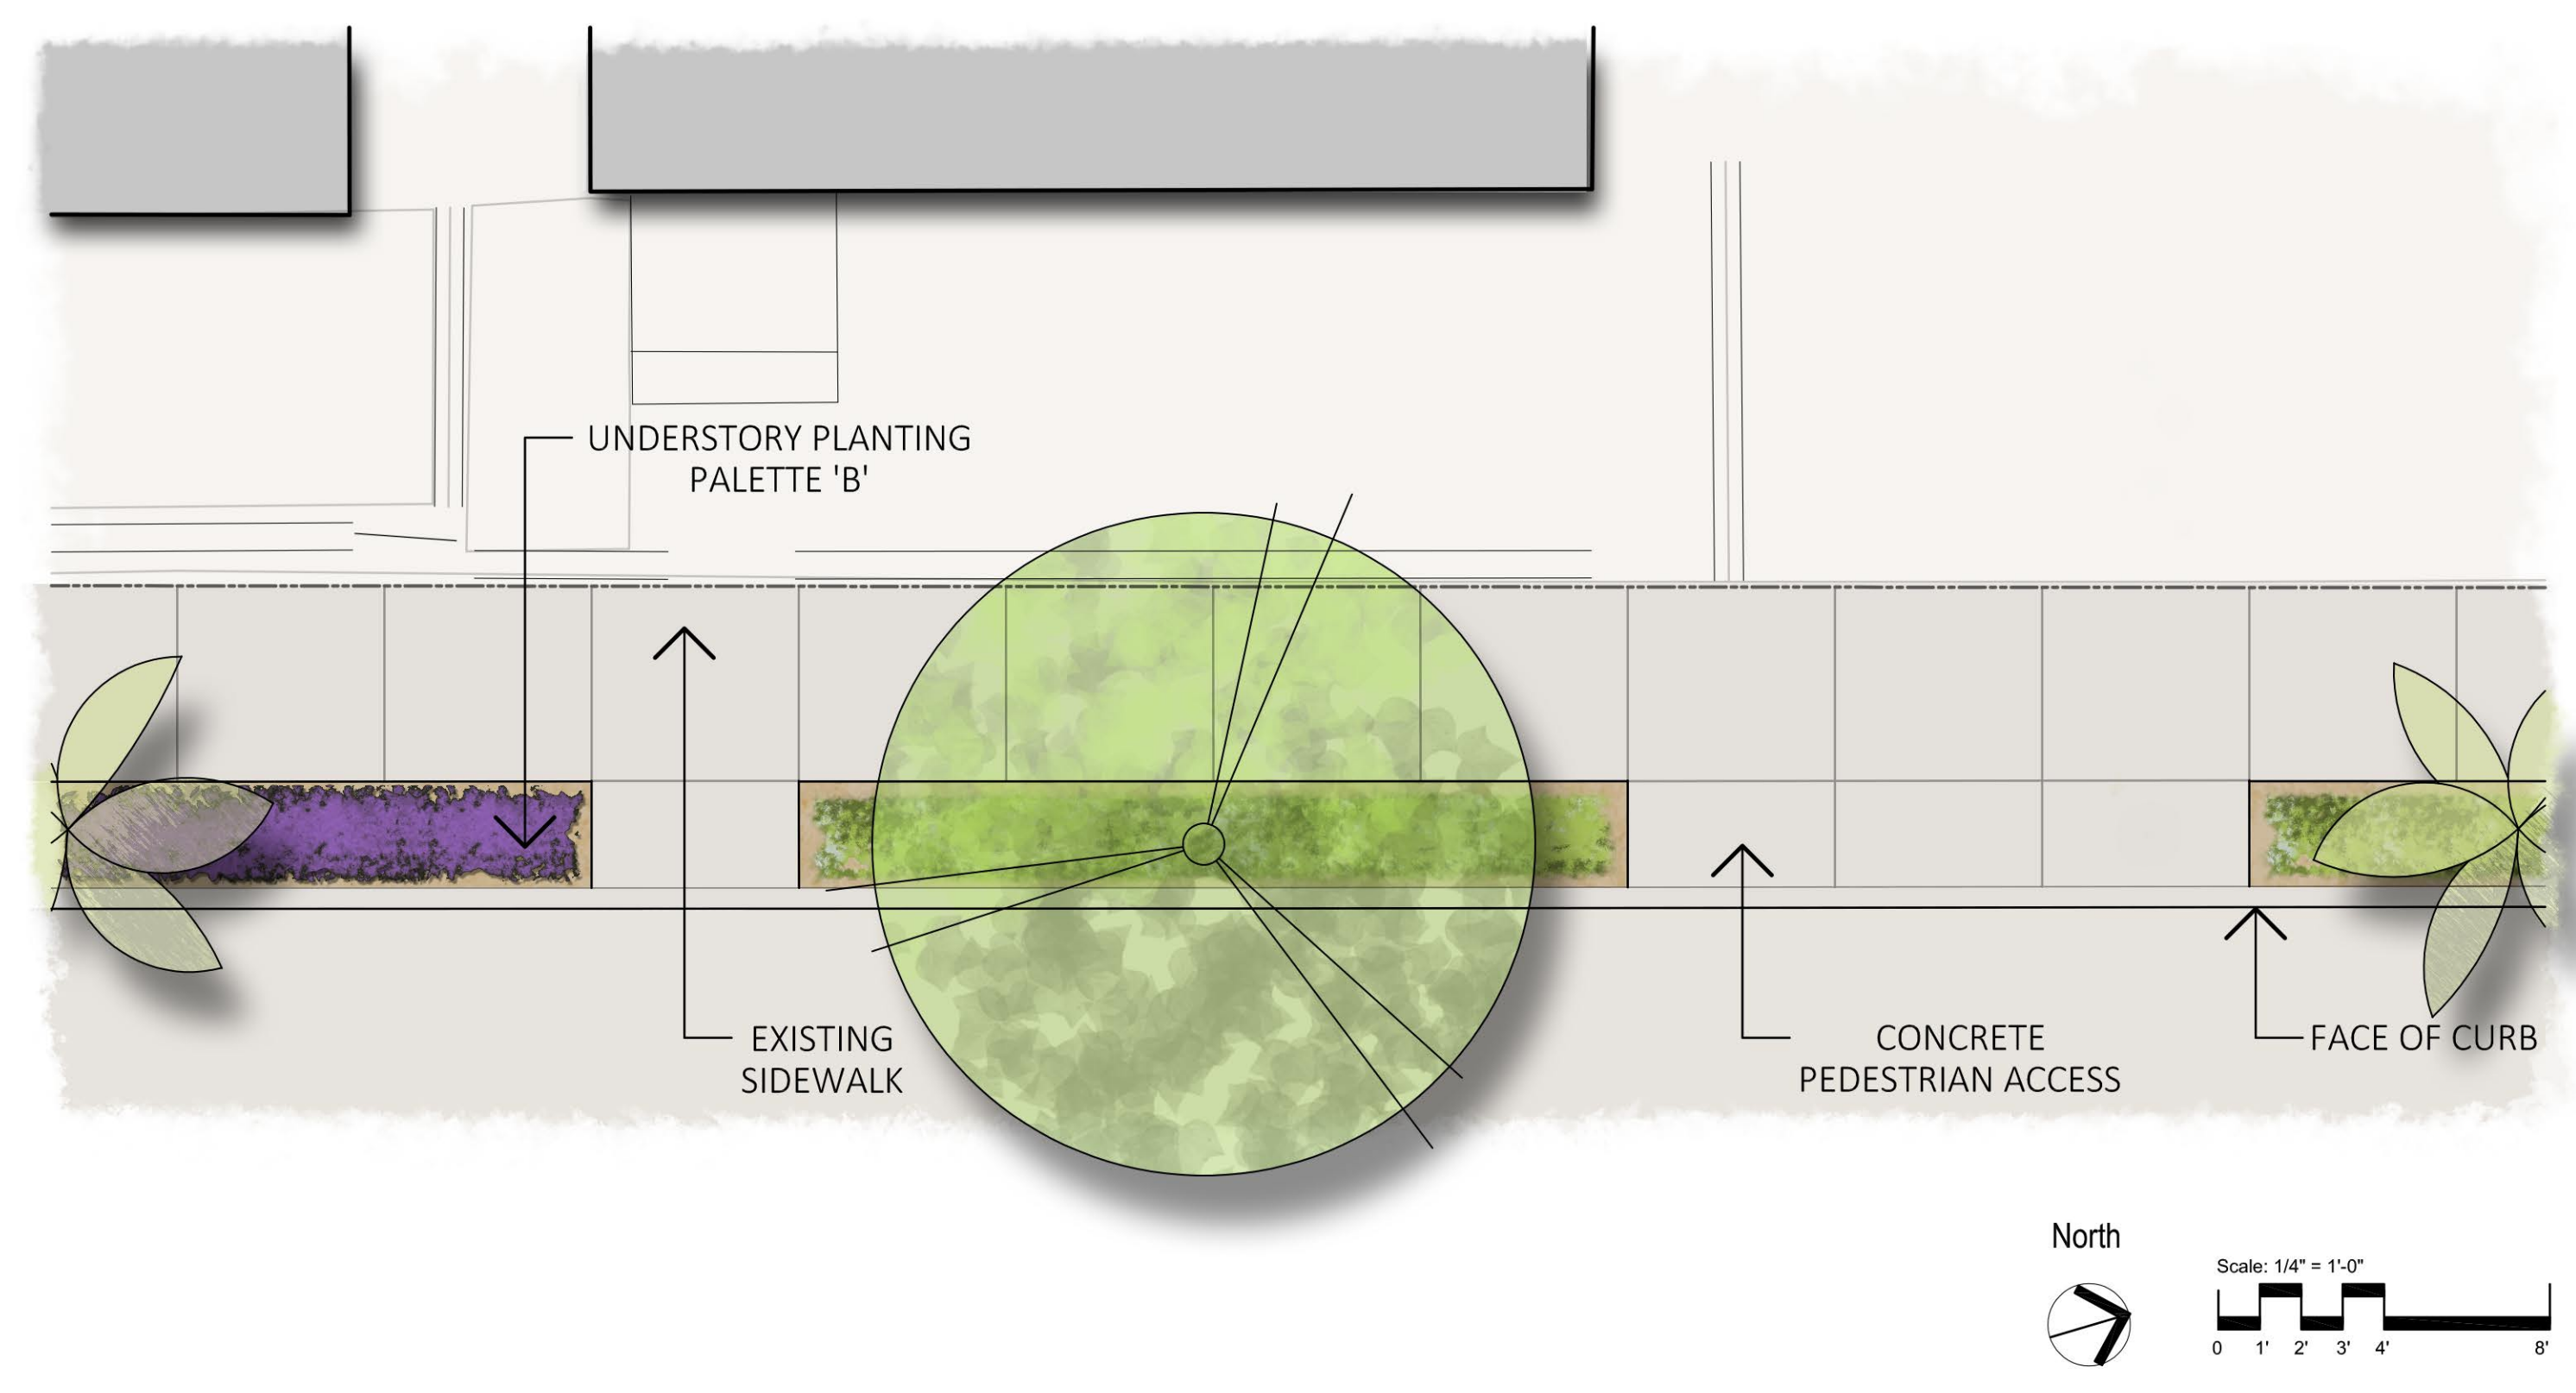 UNDERSTORY PLANTING
PALETTE 'B'
EXISTING
SIDEWALK
CONCRETE
PEDESTRIAN ACCESS
FACE OF CURB
North
Scale: 1/4" = 1'-0"
0 1' 2' 3' 4' 8'